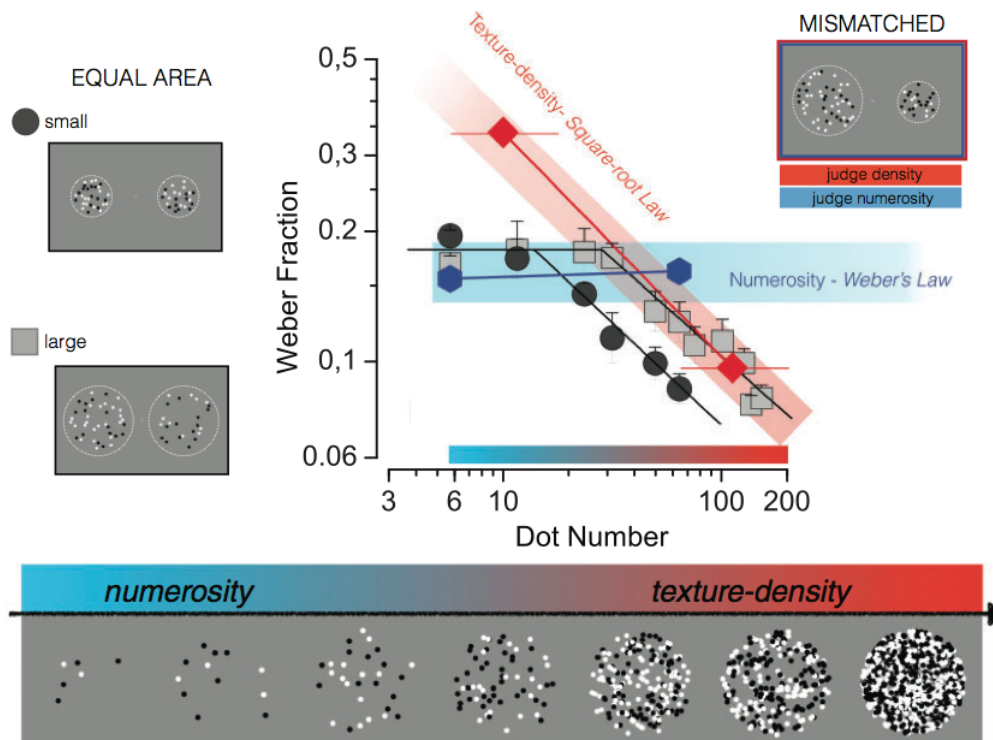 EQUAL AREA
small
large
Weber Fraction
0,5
0,3
0.2
0,1
0.06
3
6
10
20
100
200
Dot Number
Texture-density- Square-root Law
Numerosity - Weber's Law
MISMATCHED
judge density
judge numerosity
numerosity
texture-density